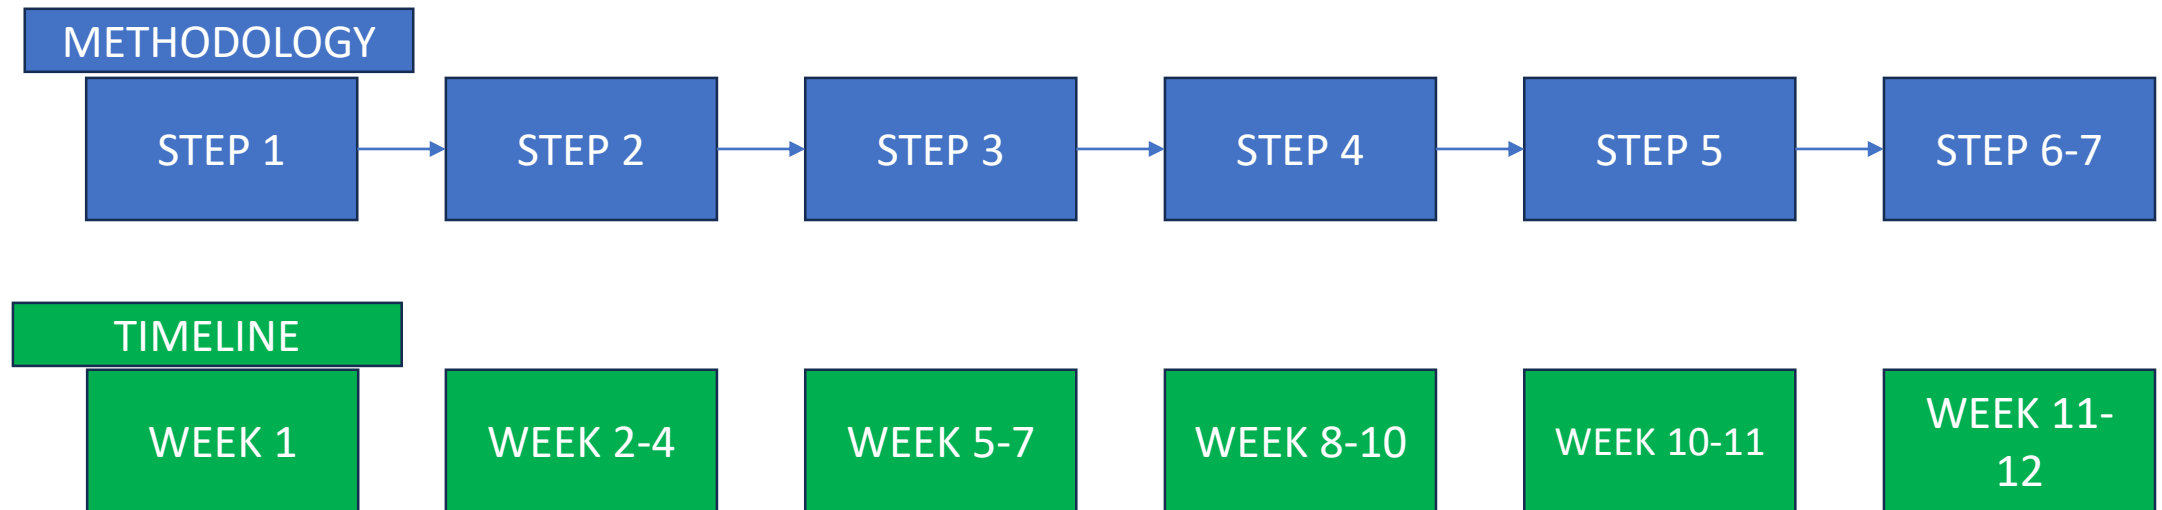 METHODOLOGY
STEP 1
STEP 2
STEP 3
STEP 4
STEP 5
STEP 6-7
TIMELINE
WEEK 1
WEEK 2-4
WEEK 5-7
WEEK 8-10
WEEK 10-11
WEEK 11-
12